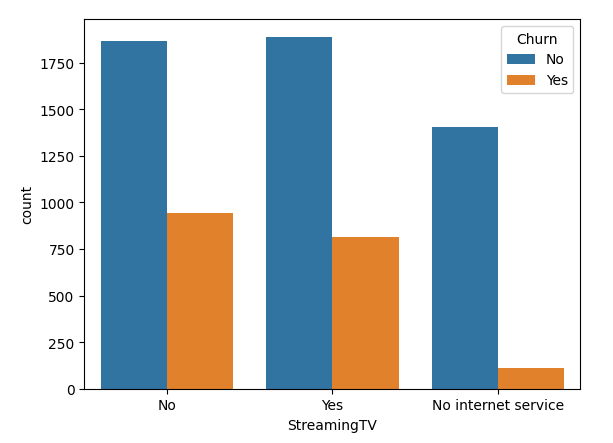 Churn
No
Yes
1750
1500
1250
1000
750
500
250
0
count
No Yes No internet service
StreamingTV